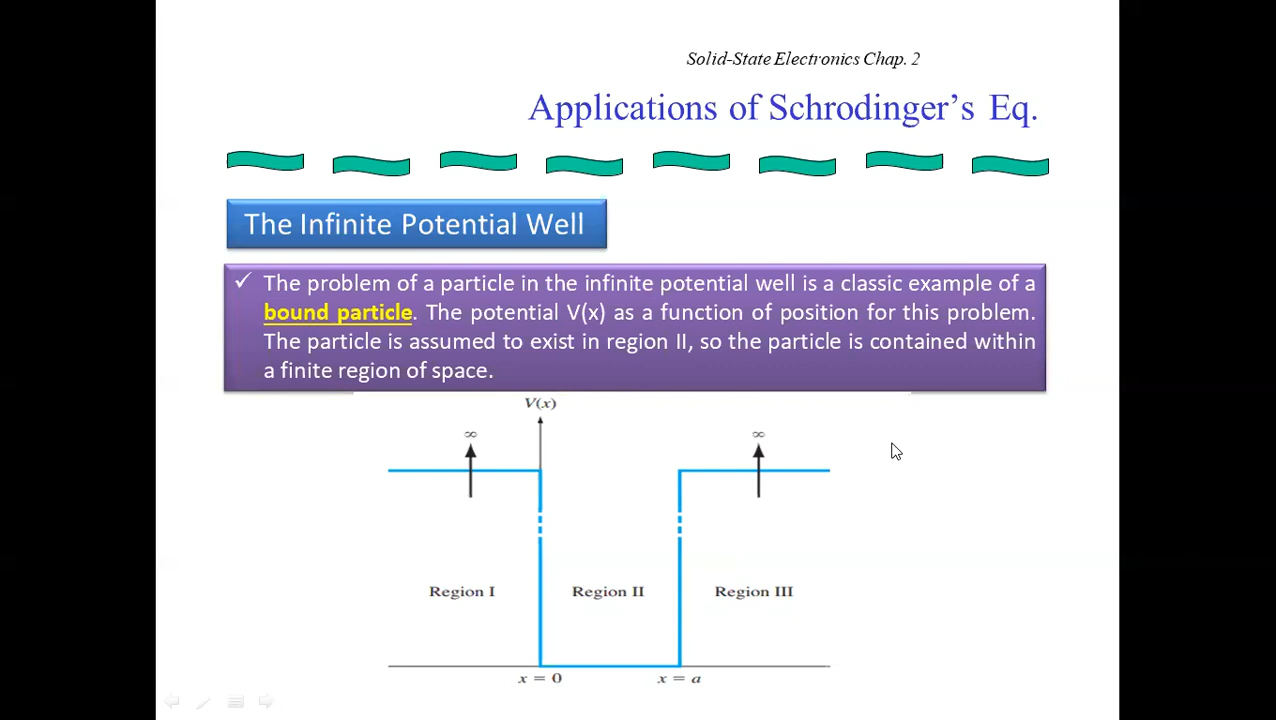 Solid-State Electronics Chap. 2
Applications of Schrodinger’s Eq.
The Infinite Potential Well
✓ The problem of a particle in the infinite potential well is a classic example of a
bound particle. The potential V(x) as a function of position for this problem.
The particle is assumed to exist in region II, so the particle is contained within
a finite region of space.
V(x)
∞ ∞
Region I Region II Region III
x = 0 x = a